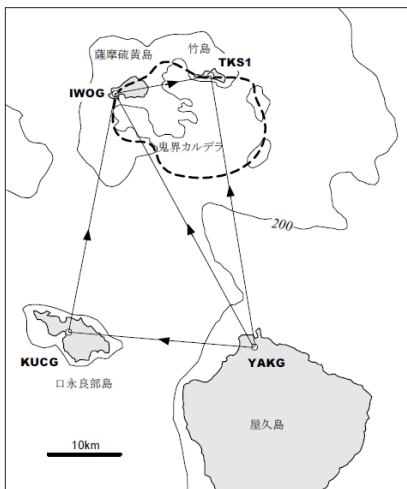 薩摩硫黄島
竹島
TKS1
IWOG
鬼界カルデラ
200
KUCG
口永良部島
YAKG
屋久島
10km